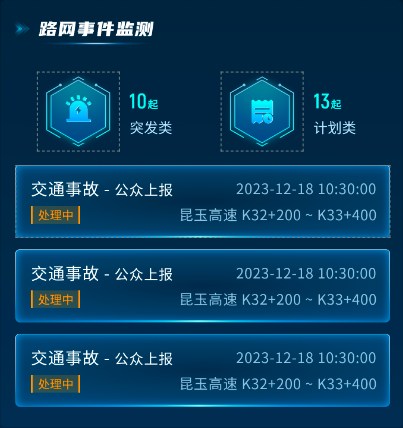 路网事件监测
10起
突发类
13起
计划类
交通事故 - 公众上报 2023-12-18 10:30:00
处理中 昆玉高速 K32+200 ~ K33+400
交通事故 - 公众上报 2023-12-18 10:30:00
处理中 昆玉高速 K32+200 ~ K33+400
交通事故 - 公众上报 2023-12-18 10:30:00
处理中 昆玉高速 K32+200 ~ K33+400